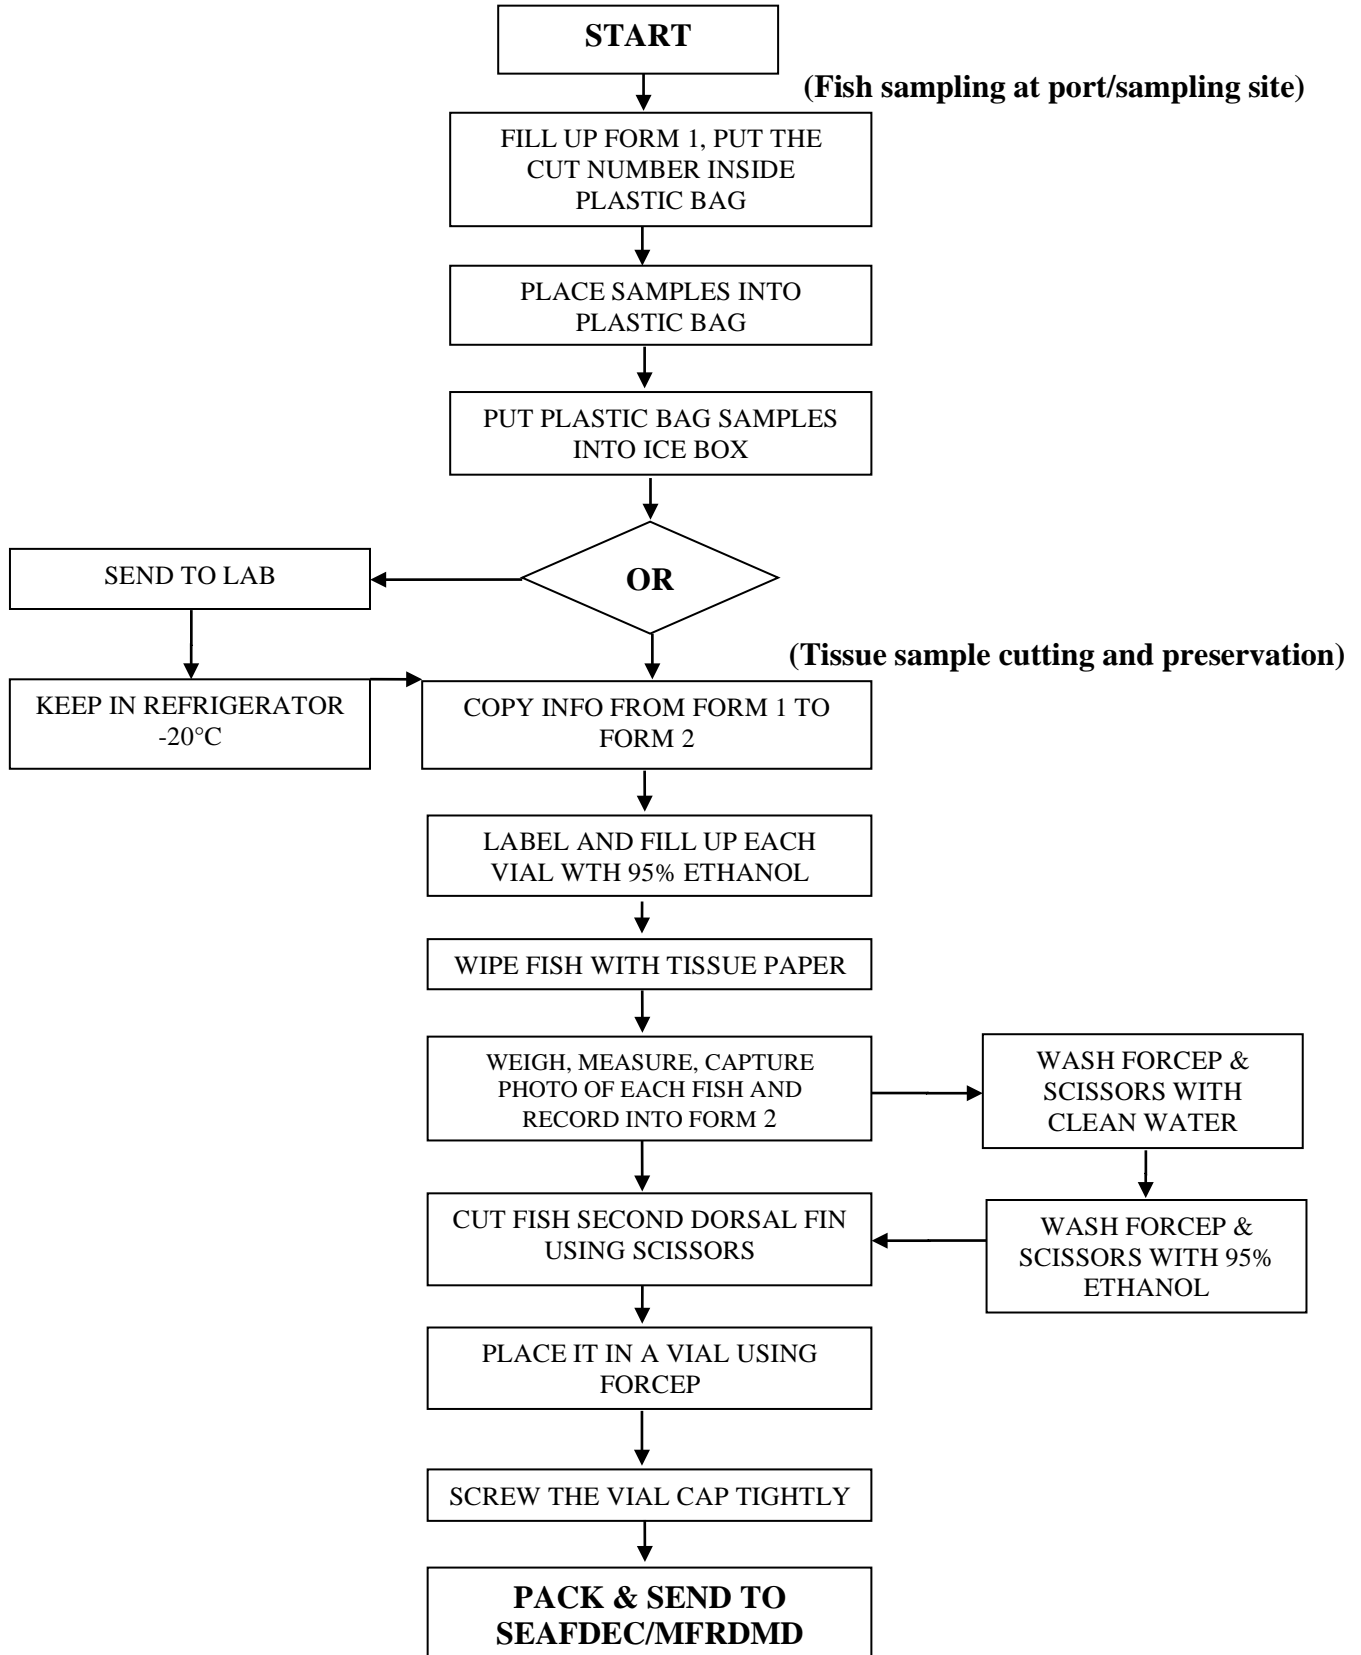 START
(Fish sampling at port/sampling site)
FILL UP FORM 1, PUT THE
CUT NUMBER INSIDE
PLASTIC BAG
PLACE SAMPLES INTO
PLASTIC BAG
PUT PLASTIC BAG SAMPLES
INTO ICE BOX
OR
SEND TO LAB
KEEP IN REFRIGERATOR
-20°C
(Tissue sample cutting and preservation)
COPY INFO FROM FORM 1 TO
FORM 2
LABEL AND FILL UP EACH
VIAL WTH 95% ETHANOL
WIPE FISH WITH TISSUE PAPER
WEIGH, MEASURE, CAPTURE
PHOTO OF EACH FISH AND
RECORD INTO FORM 2
WASH FORCEP &
SCISSORS WITH
CLEAN WATER
WASH FORCEP &
SCISSORS WITH 95%
ETHANOL
CUT FISH SECOND DORSAL FIN
USING SCISSORS
PLACE IT IN A VIAL USING
FORCEP
SCREW THE VIAL CAP TIGHTLY
PACK & SEND TO
SEAFDEC/MFRDMD